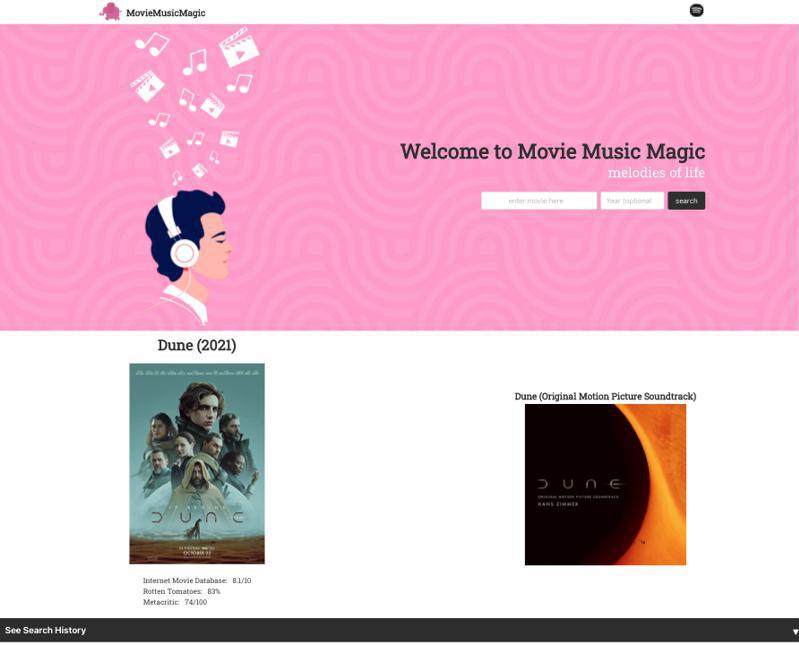 MovieMusicMagic
Welcome to Movie Music Magic
melodies of life
enter movie here
Year (optional
search
Dune (2021)
DUNE
OCTOBER 22
Dune (Original Motion Picture Soundtrack)
DUNE
ORIGINAL MOTION PICTURE SOUNDTRACK
HANS ZIMMER
Internet Movie Database: 8.1/10
Rotten Tomatoes: 83%
Metacritic: 74/100
See Search History